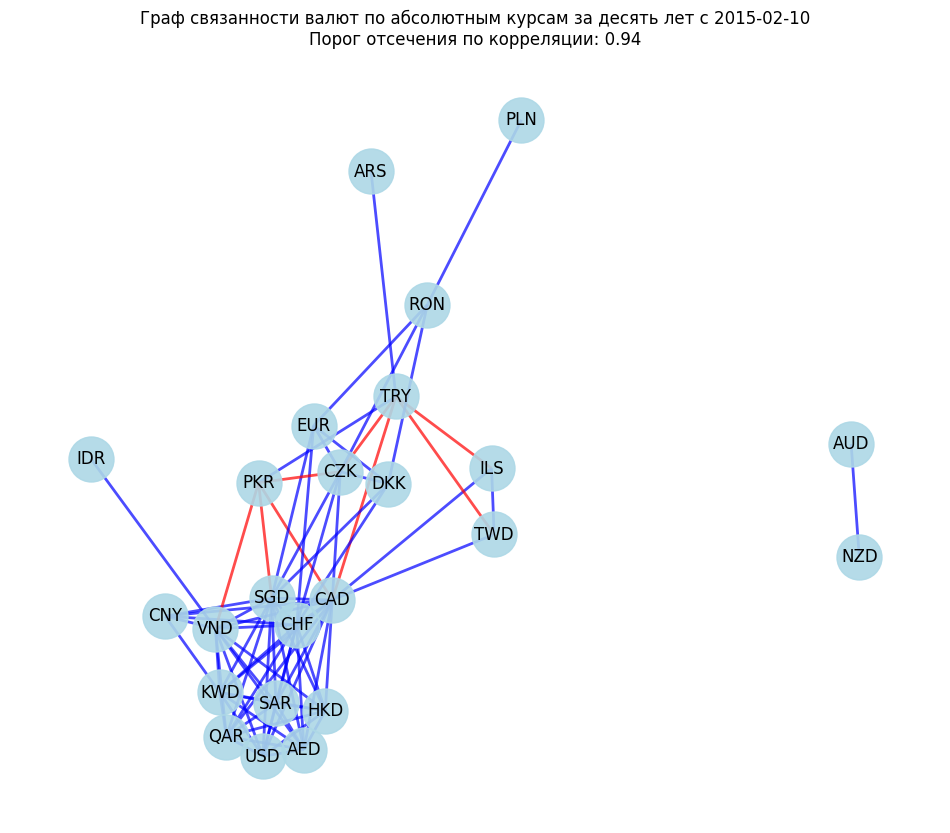 Граф связанности валют по абсолютным курсам за десять лет с 2015-02-10
Порог отсечения по корреляции: 0.94
PLN
ARS
RON
TRY
EUR
AUD
IDR
ILS
CZK
PKR
DKK
TWD
NZD
SGD
CAD
CNY
CHF
VND
KWD
SAR
HKD
QAR
AED
USD